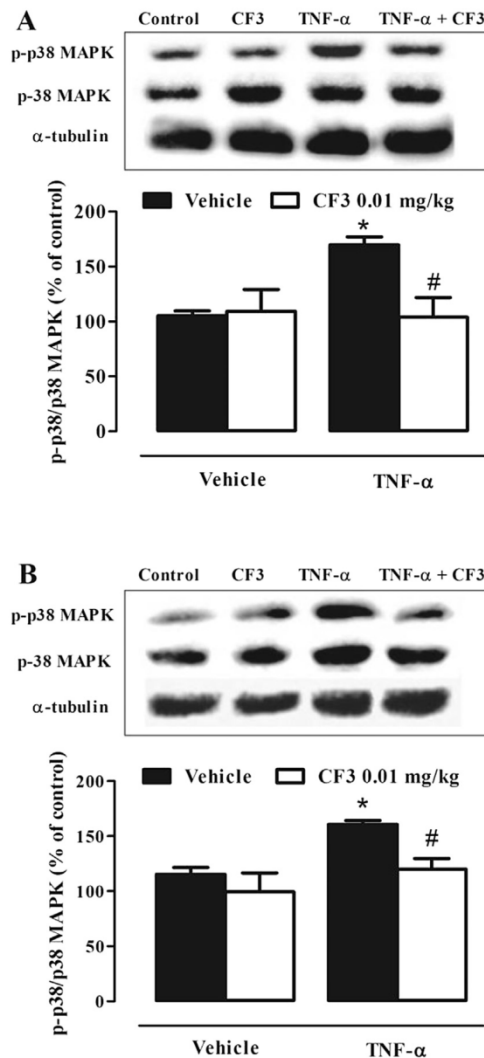 A
Control CF3 TNF-α TNF-α + CF3
p-p38 MAPK
p-38 MAPK
α-tubulin
Vehicle CF3 0.01 mg/kg
p-p38/p38 MAPK (% of control)
200
150
100
50
0
*
#
Vehicle TNF-α
B
Control CF3 TNF-α TNF-α + CF3
p-p38 MAPK
p-38 MAPK
α-tubulin
Vehicle CF3 0.01 mg/kg
p-p38/p38 MAPK (% of control)
200
150
100
50
0
*
#
Vehicle TNF-α